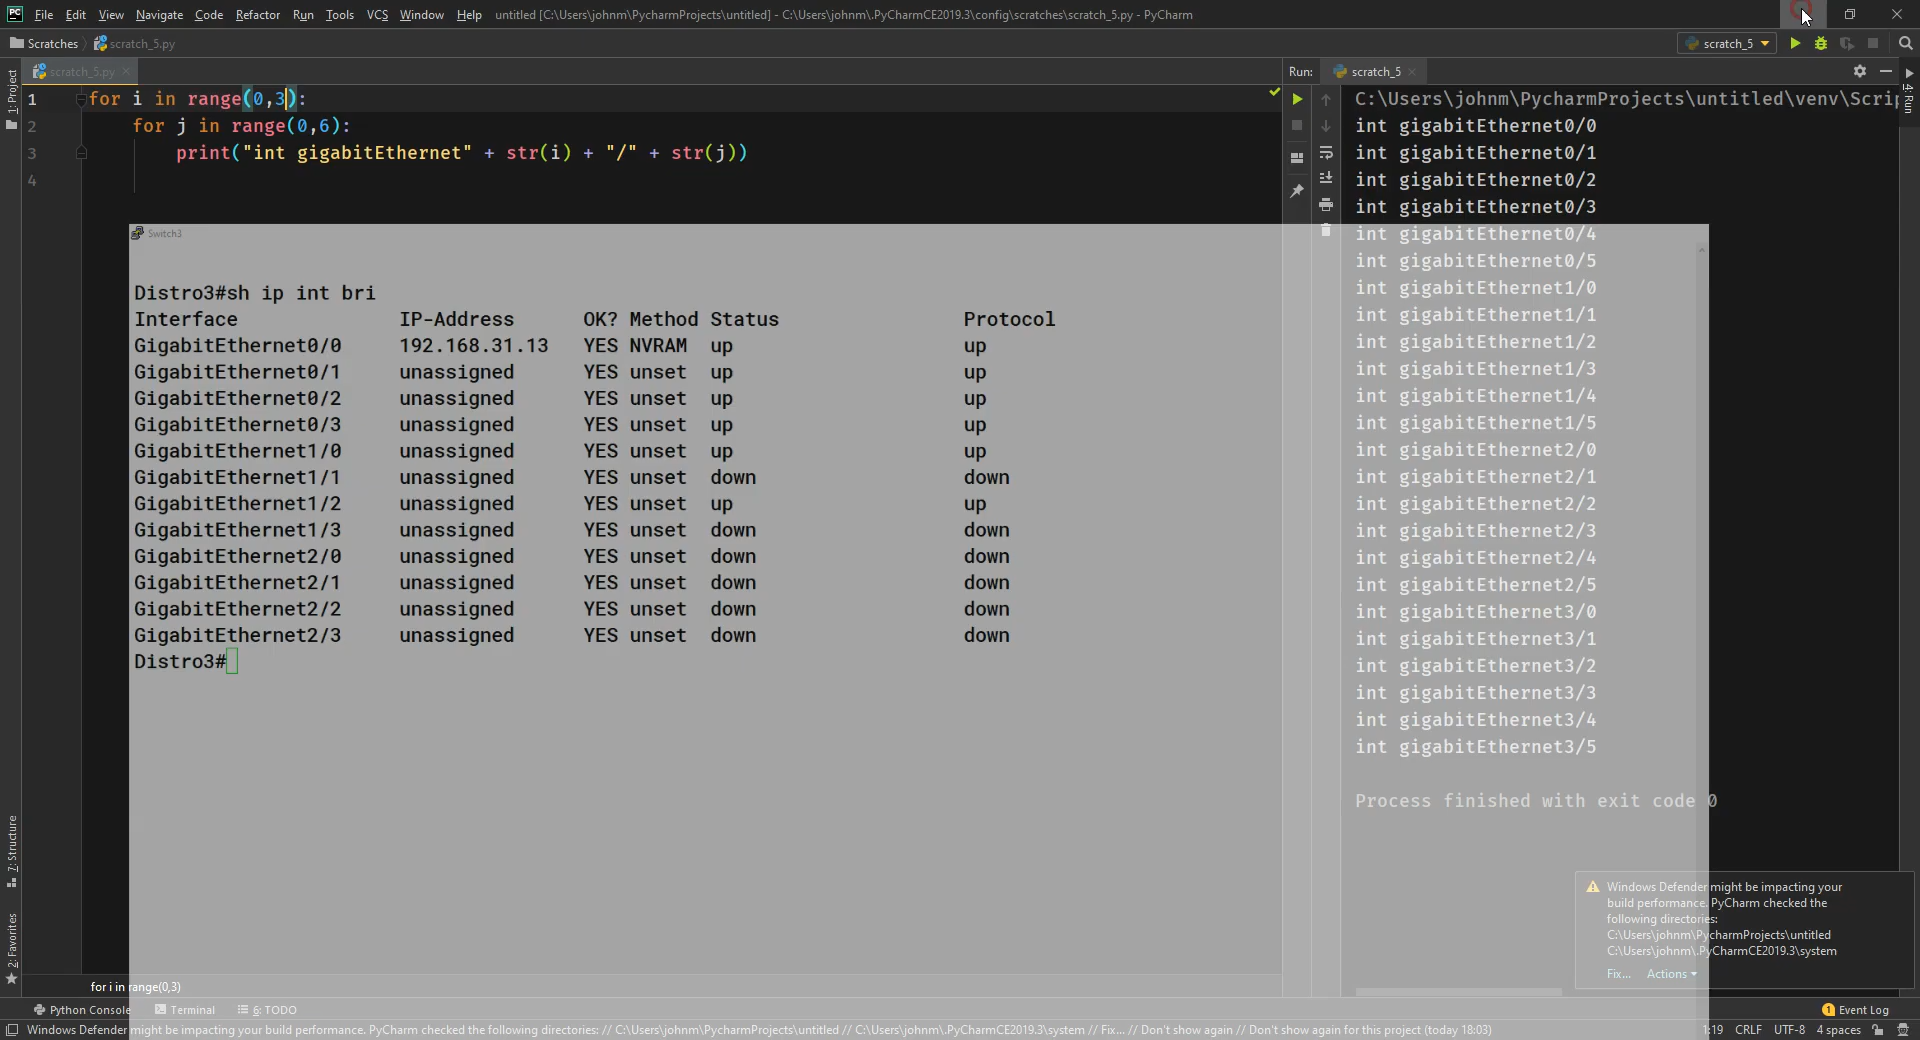 File Edit View Navigate Code Refactor Run Tools VCS Window Help untitled [C:\Users\johnm\PycharmProjects\untitled] - C:\Users\johnm\.PyCharmCE2019.3\config\scratches\scratch_5.py - PyCharm
Scratches scratch_5.py
scratch_5
scratch_5.py
Run: scratch_5
1: Project
4: Run
1 for i in range(0,3):
2 for j in range(0,6):
3 print("int gigabitEthernet" + str(i) + "/" + str(j))
4
Switch3
Distro3#sh ip int bri
Interface IP-Address OK? Method Status Protocol
GigabitEthernet0/0 192.168.31.13 YES NVRAM up up
GigabitEthernet0/1 unassigned YES unset up up
GigabitEthernet0/2 unassigned YES unset up up
GigabitEthernet0/3 unassigned YES unset up up
GigabitEthernet1/0 unassigned YES unset up up
GigabitEthernet1/1 unassigned YES unset down down
GigabitEthernet1/2 unassigned YES unset up up
GigabitEthernet1/3 unassigned YES unset down down
GigabitEthernet2/0 unassigned YES unset down down
GigabitEthernet2/1 unassigned YES unset down down
GigabitEthernet2/2 unassigned YES unset down down
GigabitEthernet2/3 unassigned YES unset down down
Distro3#
C:\Users\johnm\PycharmProjects\untitled\venv\Scrip
int gigabitEthernet0/0
int gigabitEthernet0/1
int gigabitEthernet0/2
int gigabitEthernet0/3
int gigabitEthernet0/4
int gigabitEthernet0/5
int gigabitEthernet1/0
int gigabitEthernet1/1
int gigabitEthernet1/2
int gigabitEthernet1/3
int gigabitEthernet1/4
int gigabitEthernet1/5
int gigabitEthernet2/0
int gigabitEthernet2/1
int gigabitEthernet2/2
int gigabitEthernet2/3
int gigabitEthernet2/4
int gigabitEthernet2/5
int gigabitEthernet3/0
int gigabitEthernet3/1
int gigabitEthernet3/2
int gigabitEthernet3/3
int gigabitEthernet3/4
int gigabitEthernet3/5
Process finished with exit code 0
Windows Defender might be impacting your
build performance. PyCharm checked the
following directories:
C:\Users\johnm\PycharmProjects\untitled
C:\Users\johnm\.PyCharmCE2019.3\system
Fix... Actions
7: Structure
2: Favorites
for i in range(0,3)
Python Console Terminal 6: TODO
1 Event Log
Windows Defender might be impacting your build performance. PyCharm checked the following directories: // C:\Users\johnm\PycharmProjects\untitled // C:\Users\johnm\.PyCharmCE2019.3\system // Fix... // Don't show again // Don't show again for this project (today 18:03)
1:19 CRLF UTF-8 4 spaces